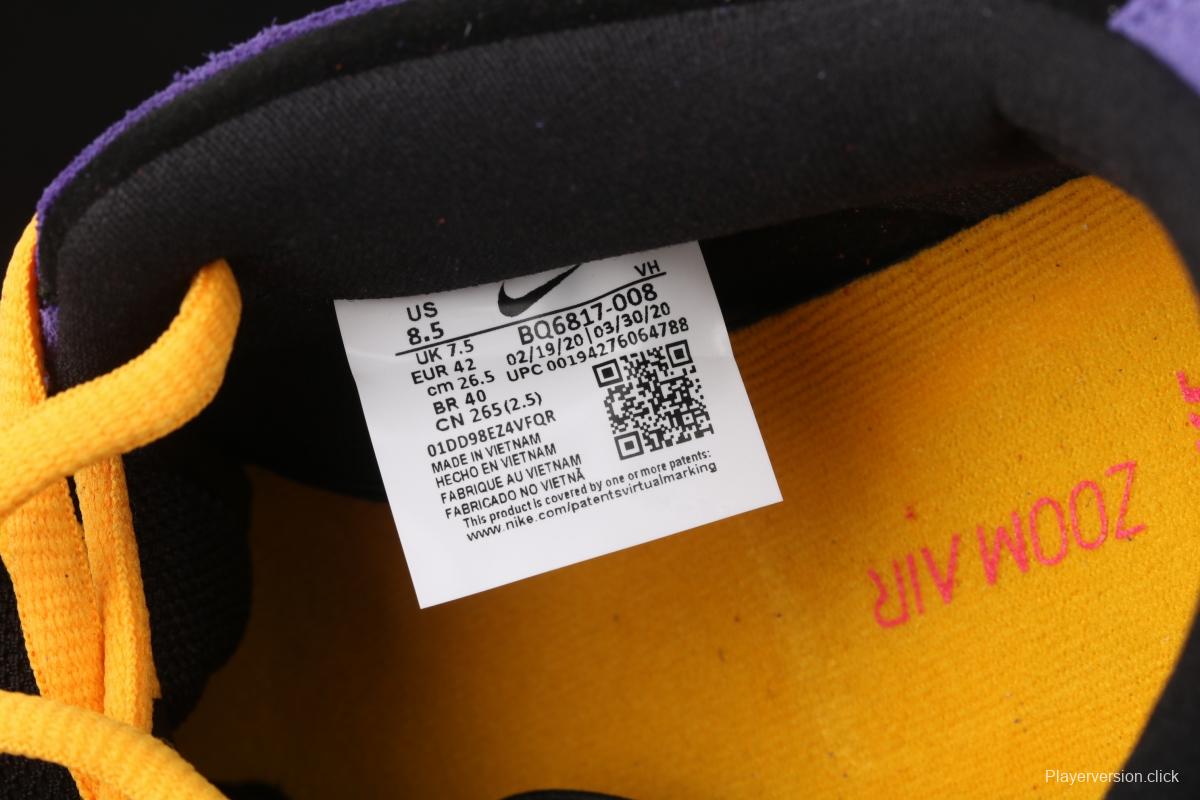 US
8.5
VH
BQ6817-008
UK 7.5
02/19/20|03/30/20
EUR 42
UPC 00194276064788
cm 26.5
BR 40
CN 265(2.5)
01DD98EZ4VFQR
MADE IN VIETNAM
HECHO EN VIETNAM
FABRIQUE AU VIETNAM
FABRICADO NO VIETNÃ
This product is covered by one or more patents:
www.nike.com/patentsvirtualmarking
ZOOM AIR
Playerversion.click